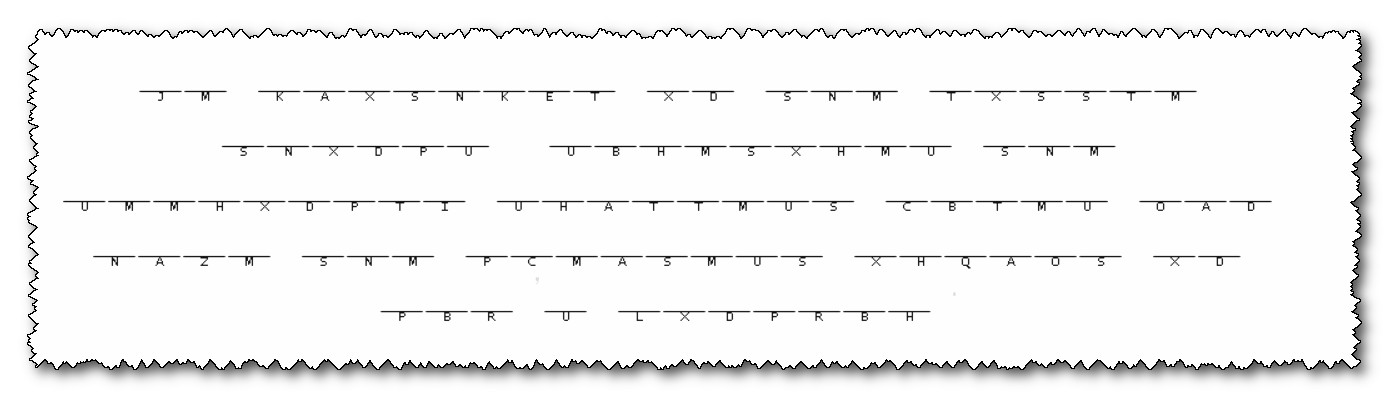 J M K A X S N K E T X D S N M T X S S T M
S N X D P U U B H M S X H M U S N M
U M M H X D P T I U H A T T M U S C B T M U O A D
N A Z M S N M P C M A S M U S X H Q A O S X D
P B R U L X D P R B H